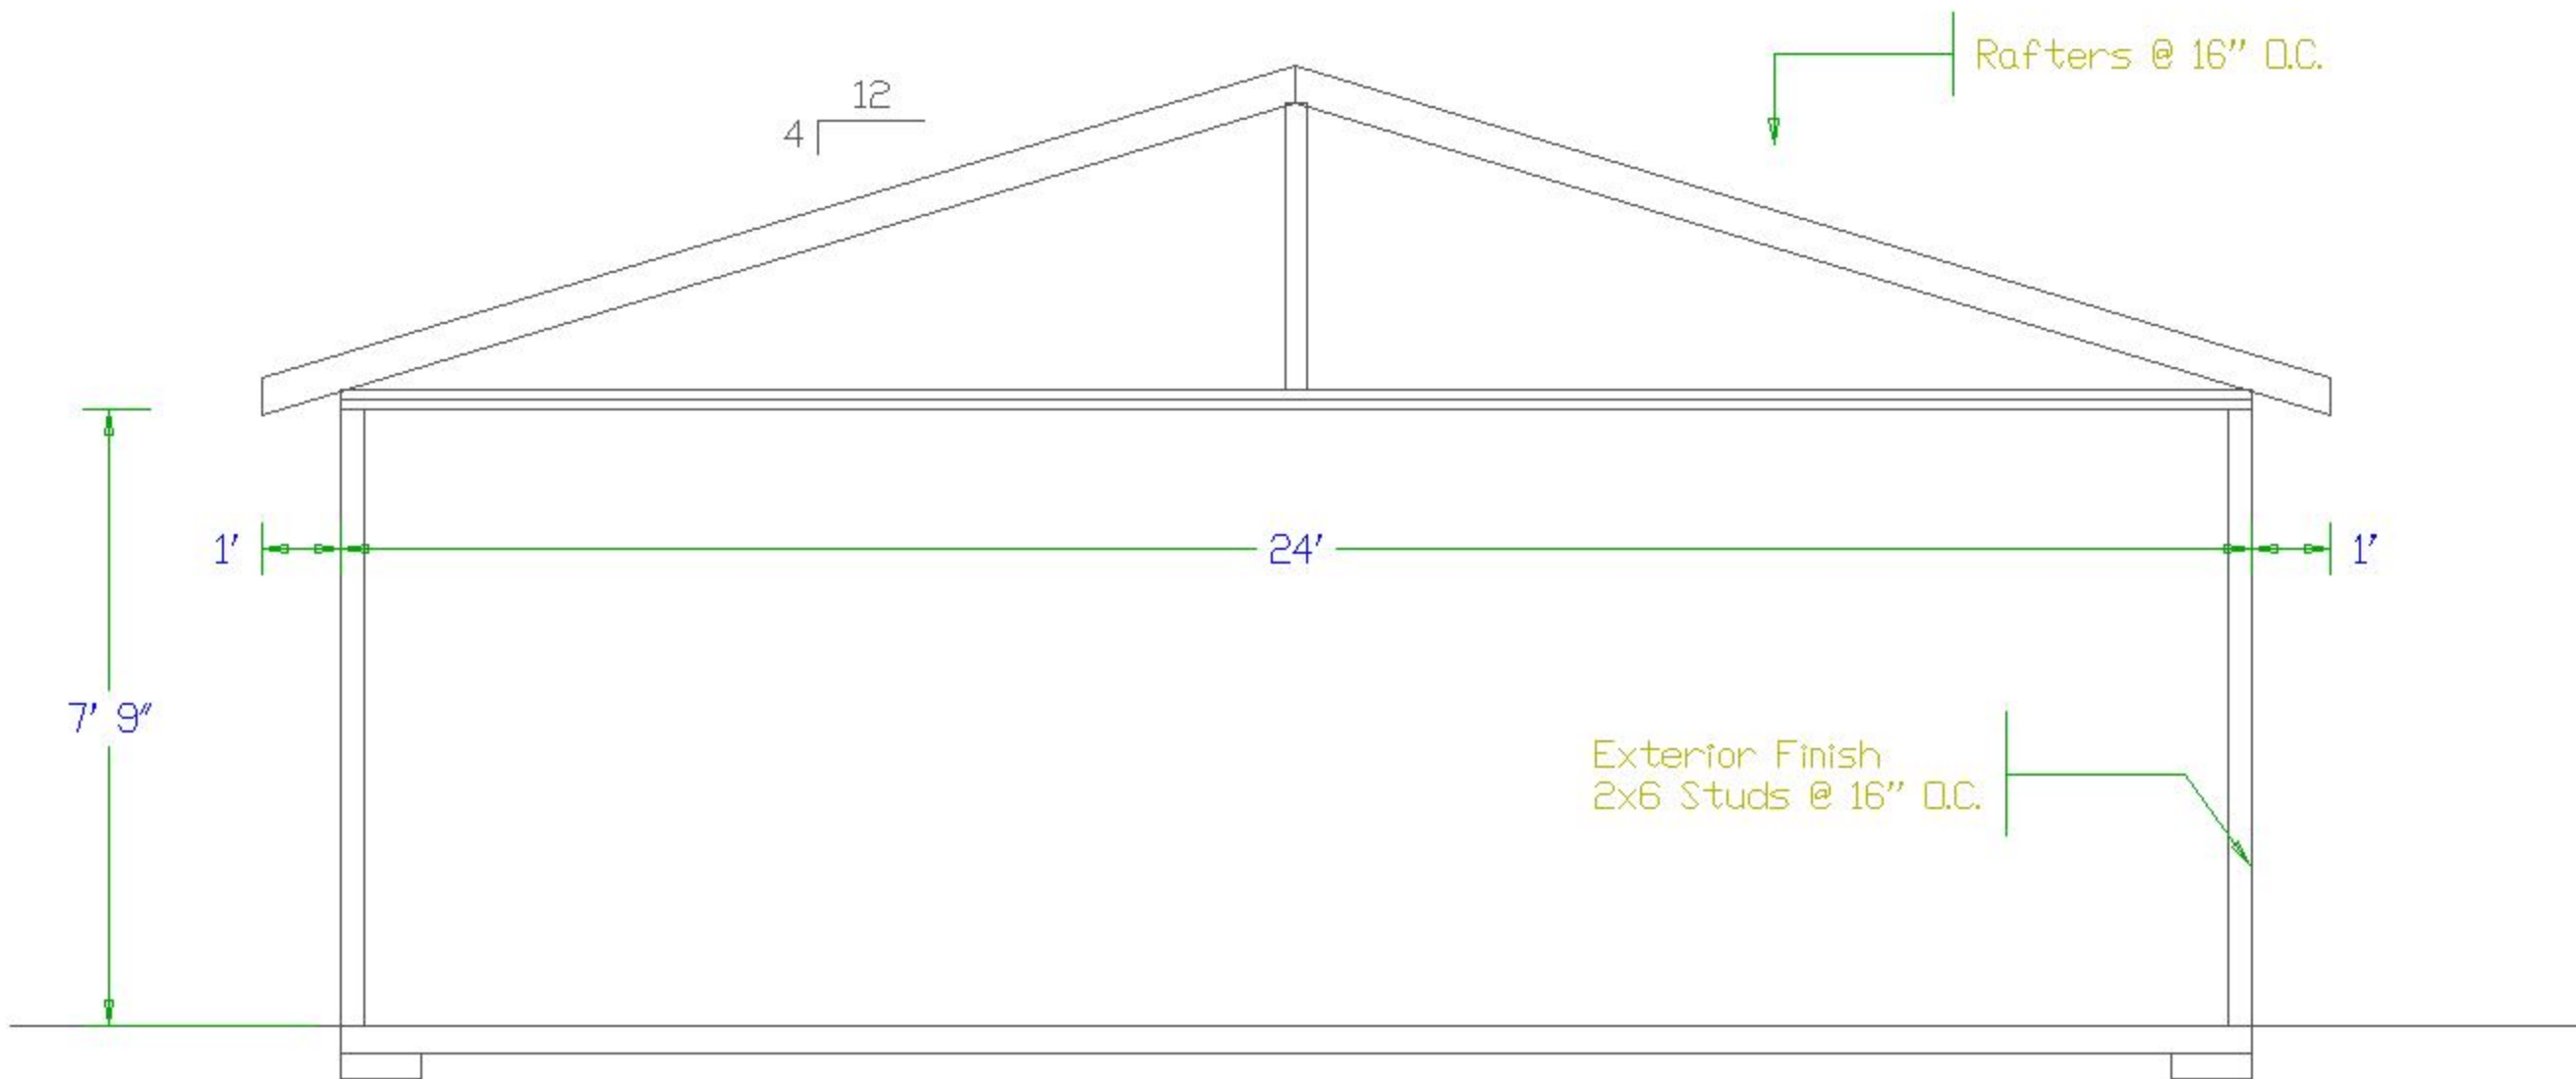 Rafters @ 16" O.C.
12
4
1'
24'
1'
7' 9"
Exterior Finish
2x6 Studs @ 16" O.C.